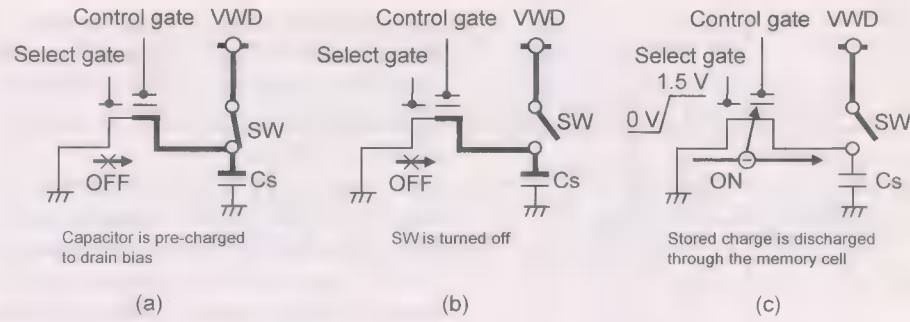 Control gate VWD
Select gate
SW
OFF
Cs
Capacitor is pre-charged
to drain bias
(a)
Control gate VWD
Select gate
SW
OFF
Cs
SW is turned off
(b)
Control gate VWD
Select gate
1.5 V
0 V
SW
ON
Cs
Stored charge is discharged
through the memory cell
(c)